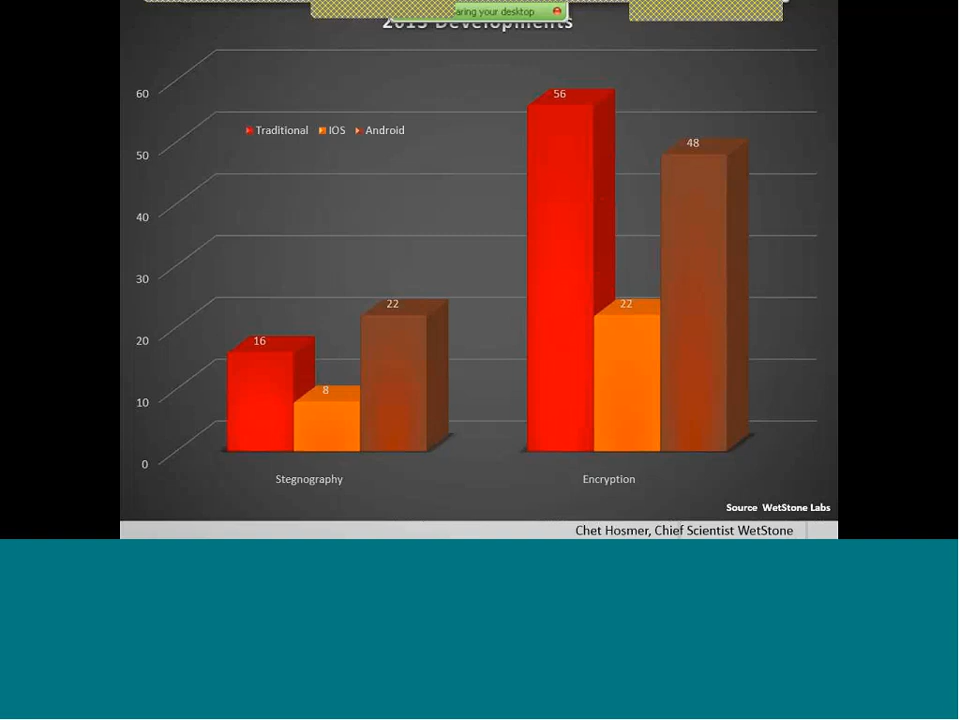 aring your desktop
2013 Developments
60
50
40
30
20
10
0
Traditional IOS Android
16
8
22
56
22
48
Stegnography
Encryption
Source WetStone Labs
Chet Hosmer, Chief Scientist WetStone